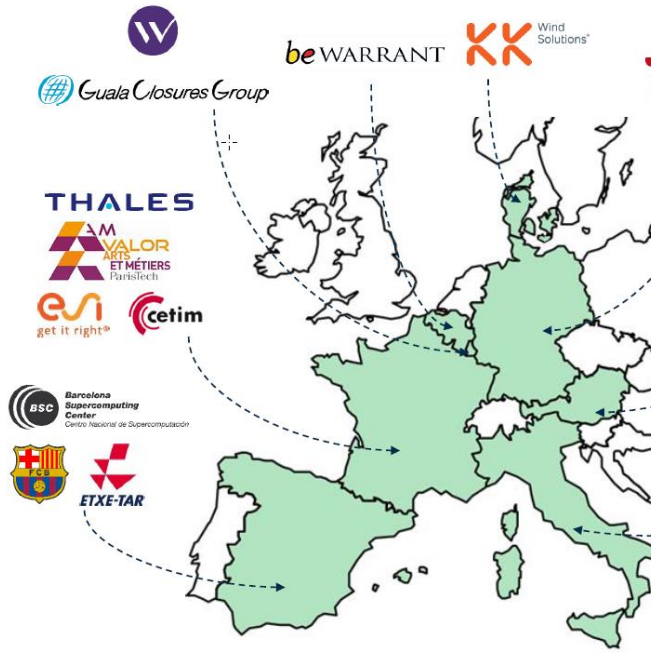 W
be WARRANT
KK Wind
Solutions®
Guala Closures Group
THALES
AM
VALOR
ARTS
ET MÉTIERS
ParisTech
esi
get it right®
cetim
BSC
Barcelona
Supercomputing
Center
Centro Nacional de Supercomputación
FCB
ETXE-TAR